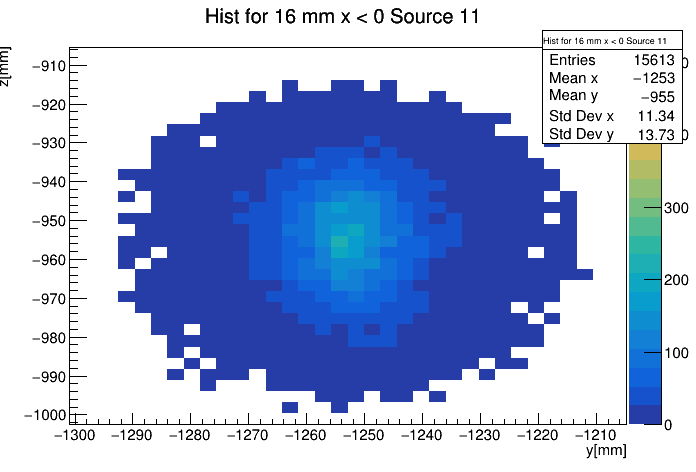 Hist for 16 mm x < 0 Source 11
z[mm]
Hist for 16 mm x < 0 Source 11
Entries 15613
Mean x −1253
Mean y −955
Std Dev x 11.34
Std Dev y 13.73
−910
−920
−930
−940
−950
−960
−970
−980
−990
−1000
0
0
300
200
100
0
−1300 −1290 −1280 −1270 −1260 −1250 −1240 −1230 −1220 −1210
y[mm]